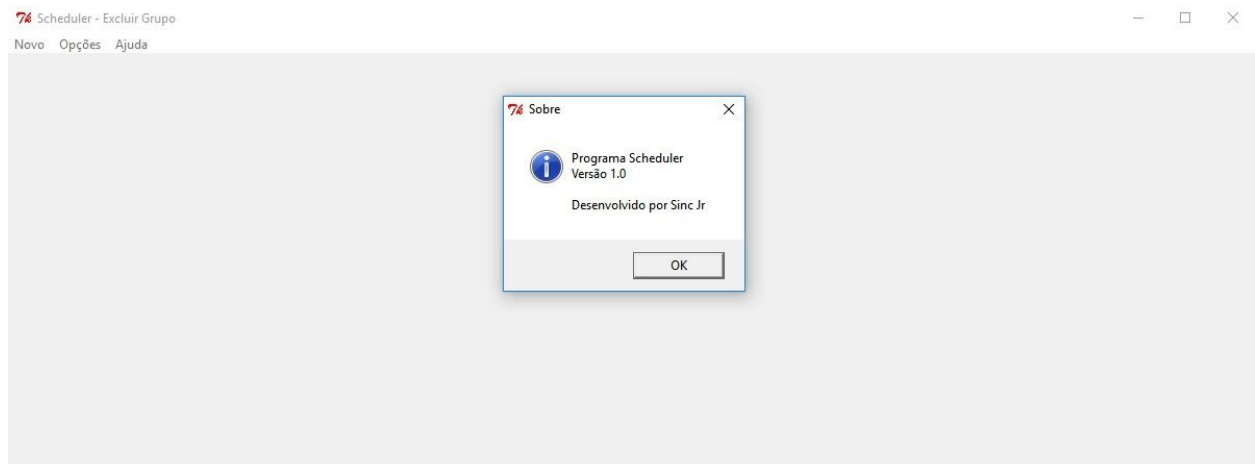 Scheduler - Excluir Grupo
Novo Opções Ajuda
Sobre
Programa Scheduler
Versão 1.0
Desenvolvido por Sinc Jr
OK